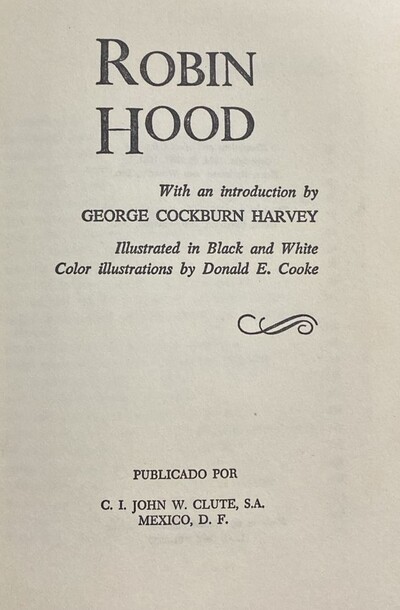 ROBIN
HOOD
With an introduction by
GEORGE COCKBURN HARVEY
Illustrated in Black and White
Color illustrations by Donald E. Cooke
PUBLICADO POR
C. I. JOHN W. CLUTE, S.A.
MEXICO, D. F.